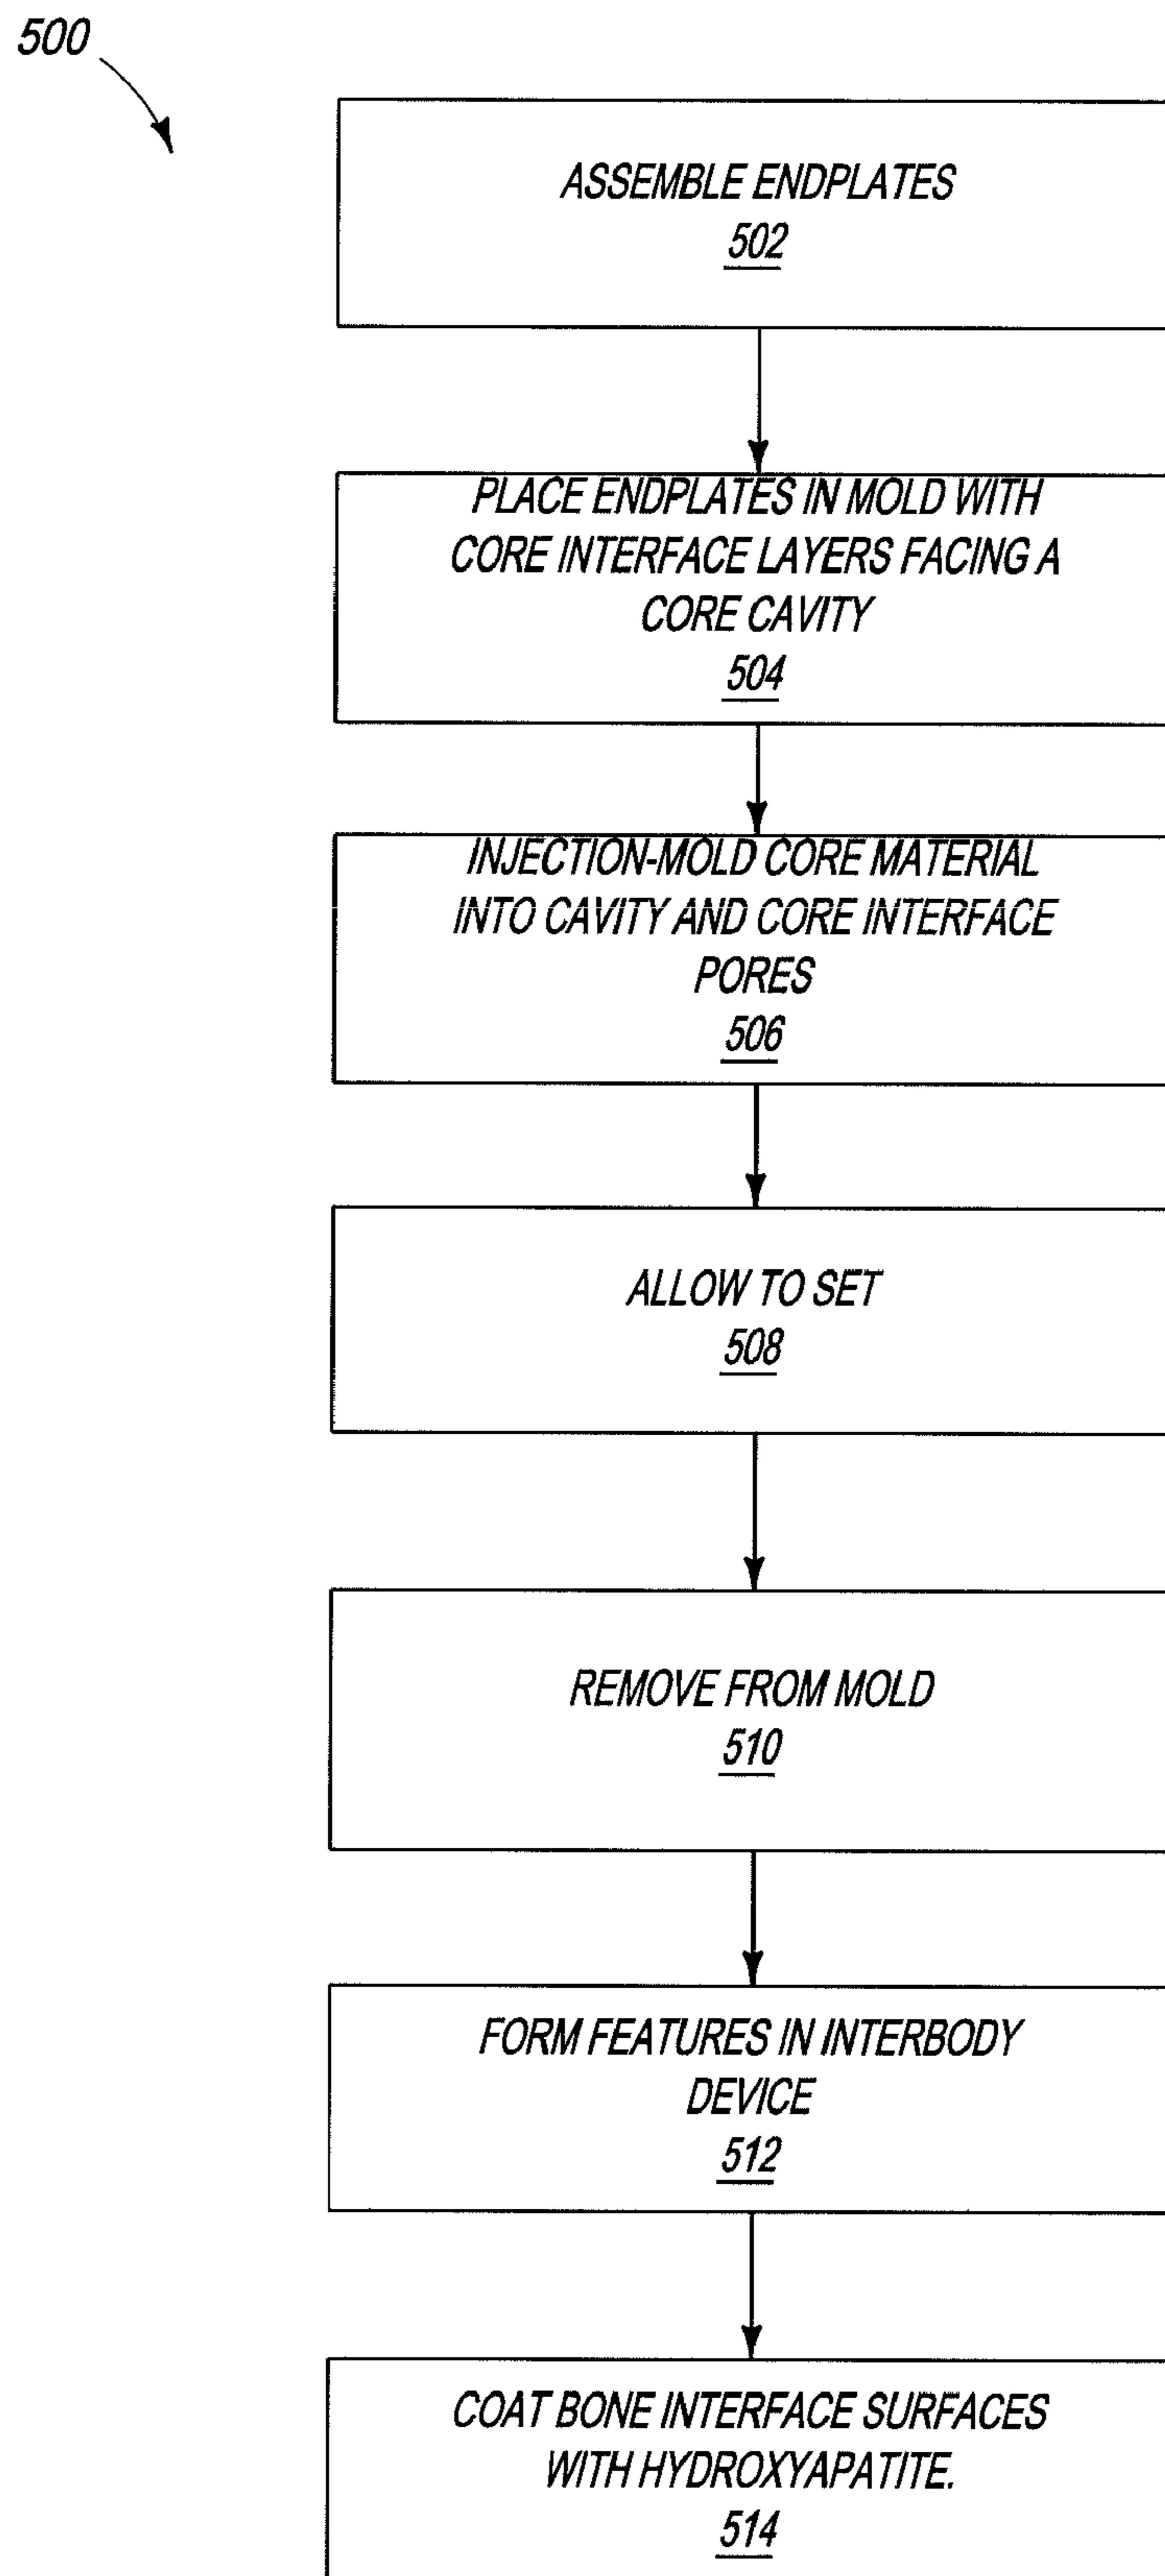 500
ASSEMBLE ENDPLATES
502
PLACE ENDPLATES IN MOLD WITH
CORE INTERFACE LAYERS FACING A
CORE CAVITY
504
INJECTION-MOLD CORE MATERIAL
INTO CAVITY AND CORE INTERFACE
PORES
506
ALLOW TO SET
508
REMOVE FROM MOLD
510
FORM FEATURES IN INTERBODY
DEVICE
512
COAT BONE INTERFACE SURFACES
WITH HYDROXYAPATITE.
514